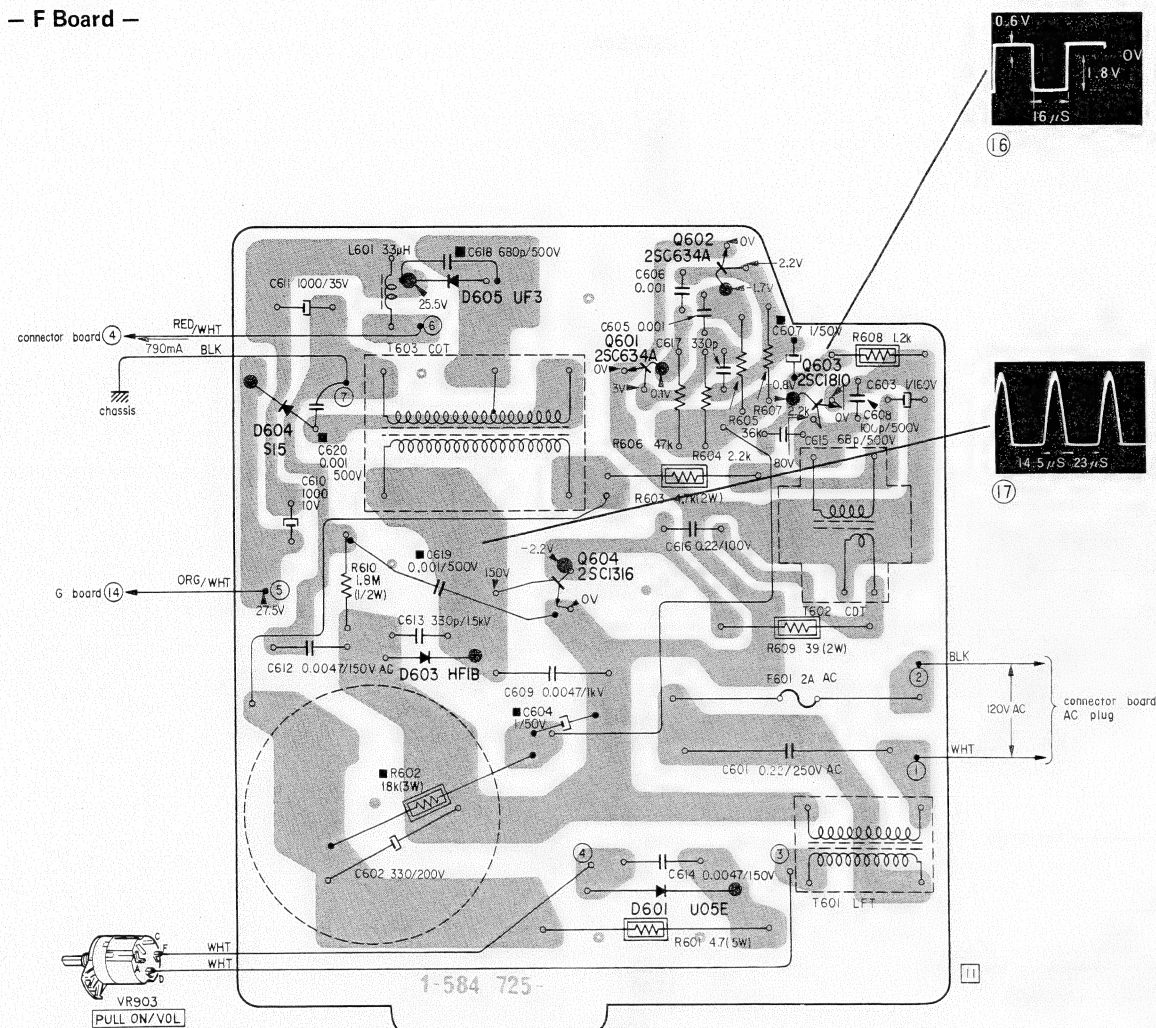 — F Board —
0.6V
0V
1.8V
16 µS
16
L601 33µH
C618 680p/500V
C611 1000/35V
25.5V
D605 UF3
Q602
2SC634A
0V
-2.2V
-1.7V
C606
0.001
C605 0.001
C617 330p
C607 1/50V
R608 1.2k
connector board 4
RED/WHT
790mA
BLK
chassis
6
T603 CDT
Q601
2SC634A
0V
3V
0.1V
Q603
2SC1810
-0.8V
0V
C603 1/160V
C608
100p/500V
C615 68p/500V
7
D604
S15
C620
0.001
500V
C610
1000
10V
R606 47k
R605
36k
R607 2.2k
R604 2.2k
80V
14.5 µS 23 µS
17
R603 4.7k(2W)
C616 0.22/100V
C619
0.001/500V
R610
1.8M
(1/2W)
150V
-2.2V
Q604
2SC1316
0V
G board 14
ORG/WHT
5
27.5V
T602 CDT
C613 330p/1.5kV
C612 0.0047/150V AC
D603 HF1B
R609 39 (2W)
C609 0.0047/1kV
F601 2A AC
BLK
2
120V AC
connector board
AC plug
C604
1/50V
WHT
1
C601 0.22/250V AC
R602
18k(3W)
C602 330/200V
4
C614 0.0047/150V
3
D601 U05E
T601 LFT
R601 4.7(5W)
C
F
A
D
WHT
WHT
VR903
PULL ON/VOL
1-584 725-
11